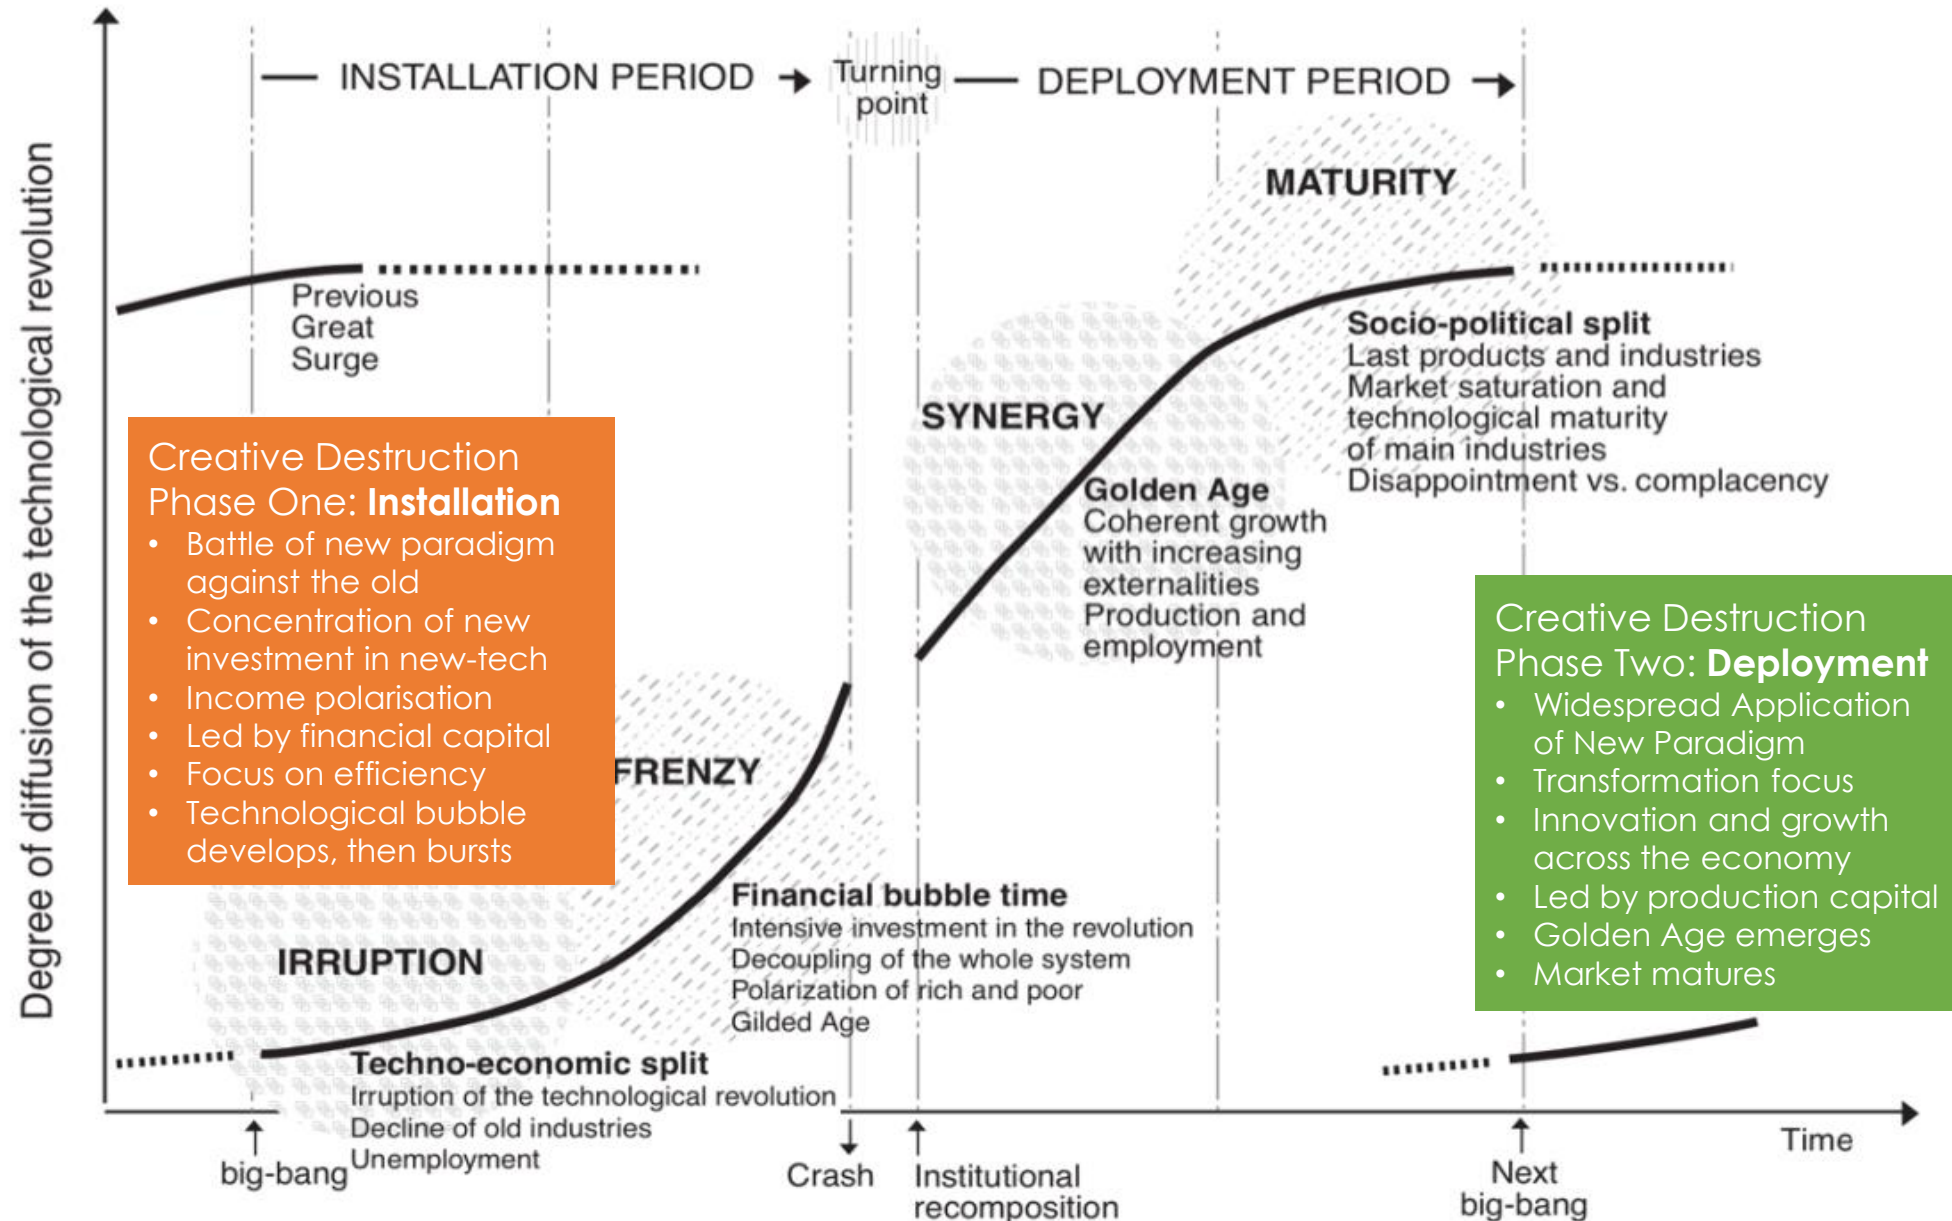 Degree of diffusion of the technological revolution
INSTALLATION PERIOD
Turning
point
DEPLOYMENT PERIOD
Previous
Great
Surge
Creative Destruction
Phase One: Installation
• Battle of new paradigm
against the old
• Concentration of new
investment in new-tech
• Income polarisation
• Led by financial capital
• Focus on efficiency
• Technological bubble
develops, then bursts
IRRUPTION
Techno-economic split
Irruption of the technological revolution
Decline of old industries
Unemployment
FRENZY
Financial bubble time
Intensive investment in the revolution
Decoupling of the whole system
Polarization of rich and poor
Gilded Age
SYNERGY
Golden Age
Coherent growth
with increasing
externalities
Production and
employment
MATURITY
Socio-political split
Last products and industries
Market saturation and
technological maturity
of main industries
Disappointment vs. complacency
Creative Destruction
Phase Two: Deployment
• Widespread Application
of New Paradigm
• Transformation focus
• Innovation and growth
across the economy
• Led by production capital
• Golden Age emerges
• Market matures
big-bang
Crash
Institutional
recomposition
Next
big-bang
Time